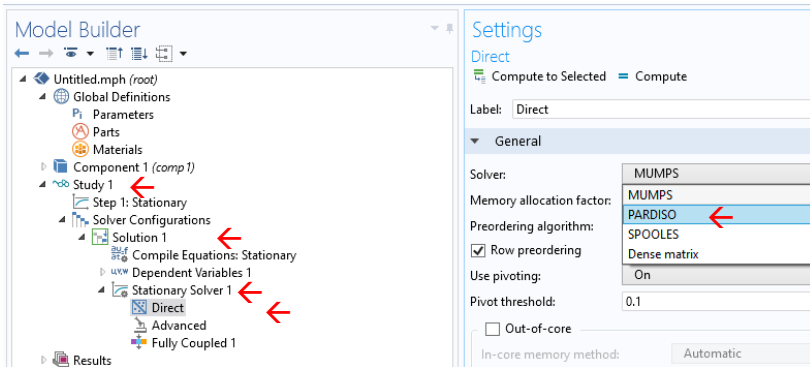 Model Builder
Untitled.mph (root)
Global Definitions
Pi Parameters
Parts
Materials
Component 1 (comp1)
Study 1
Step 1: Stationary
Solver Configurations
Solution 1
Compile Equations: Stationary
Dependent Variables 1
Stationary Solver 1
Direct
Advanced
Fully Coupled 1
Results
Settings
Direct
Compute to Selected = Compute
Label: Direct
General
Solver: MUMPS
MUMPS
Memory allocation factor:
PARDISO
Preordering algorithm:
SPOOLES
Row preordering
Dense matrix
Use pivoting: On
Pivot threshold: 0.1
Out-of-core
In-core memory method: Automatic